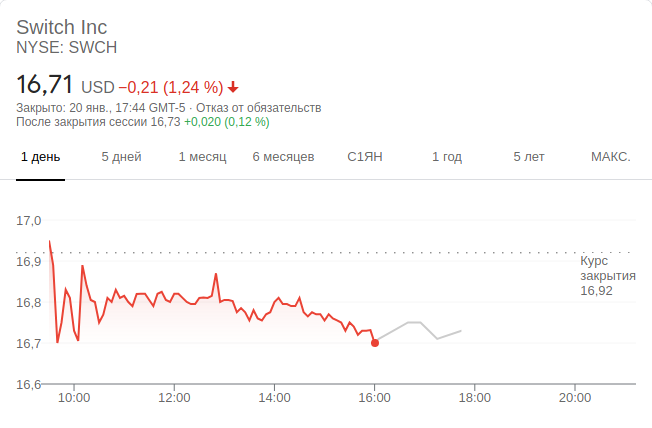 Switch Inc
NYSE: SWCH
16,71 USD −0,21 (1,24 %)
Закрыто: 20 янв., 17:44 GMT-5 · Отказ от обязательств
После закрытия сессии 16,73 +0,020 (0,12 %)
1 день 5 дней 1 месяц 6 месяцев С1ЯН 1 год 5 лет МАКС.
17,0
16,9
16,8
16,7
16,6
Курс
закрытия
16,92
10:00 12:00 14:00 16:00 18:00 20:00